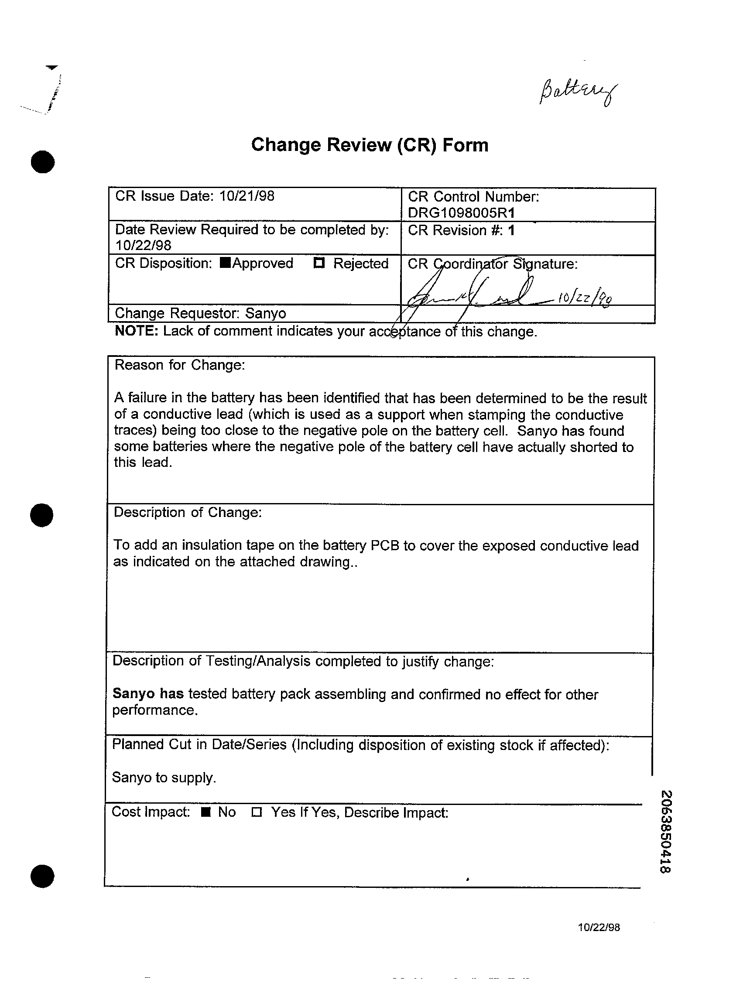 Battery
Change Review (CR) Form
CR Issue Date: 10/21/98
CR Control Number:
DRG1098005R1
Date Review Required to be completed by:
10/22/98
CR Revision #: 1
CR Disposition: ■Approved □ Rejected
CR Coordinator Signature:
10/22/98
Change Requestor: Sanyo
NOTE: Lack of comment indicates your acceptance of this change.
Reason for Change:
A failure in the battery has been identified that has been determined to be the result
of a conductive lead (which is used as a support when stamping the conductive
traces) being too close to the negative pole on the battery cell. Sanyo has found
some batteries where the negative pole of the battery cell have actually shorted to
this lead.
Description of Change:
To add an insulation tape on the battery PCB to cover the exposed conductive lead
as indicated on the attached drawing..
Description of Testing/Analysis completed to justify change:
Sanyo has tested battery pack assembling and confirmed no effect for other
performance.
Planned Cut in Date/Series (Including disposition of existing stock if affected):
Sanyo to supply.
Cost Impact: ■ No □ Yes If Yes, Describe Impact:
2063850418
10/22/98